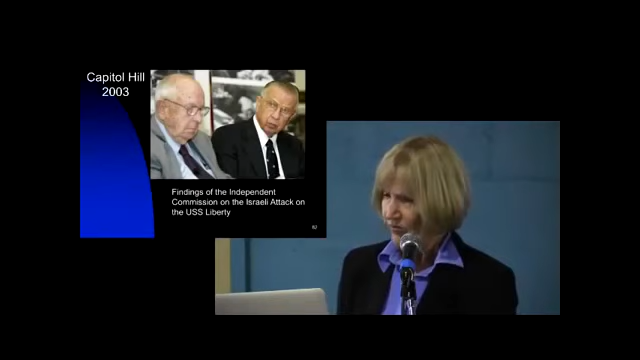 Capitol Hill
2003
Findings of the Independent
Commission on the Israeli Attack on
the USS Liberty